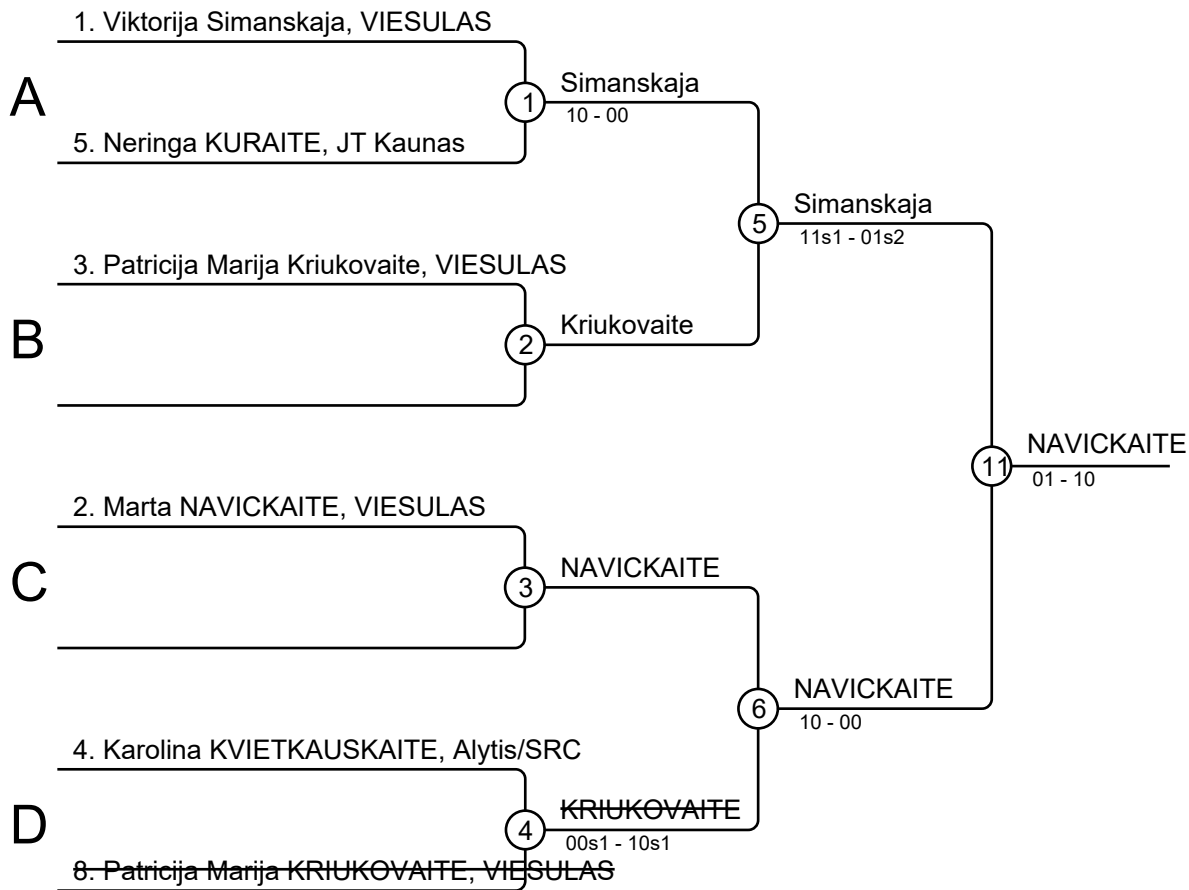 1. Viktorija Simanskaja, VIESULAS
A
1
Simanskaja
10 - 00
5. Neringa KURAITE, JT Kaunas
5
Simanskaja
11s1 - 01s2
3. Patricija Marija Kriukovaite, VIESULAS
B
2
Kriukovaite
11
NAVICKAITE
01 - 10
2. Marta NAVICKAITE, VIESULAS
C
3
NAVICKAITE
6
NAVICKAITE
10 - 00
4. Karolina KVIETKAUSKAITE, Alytis/SRC
D
4
KRIUKOVAITE
00s1 - 10s1
8. Patricija Marija KRIUKOVAITE, VIESULAS